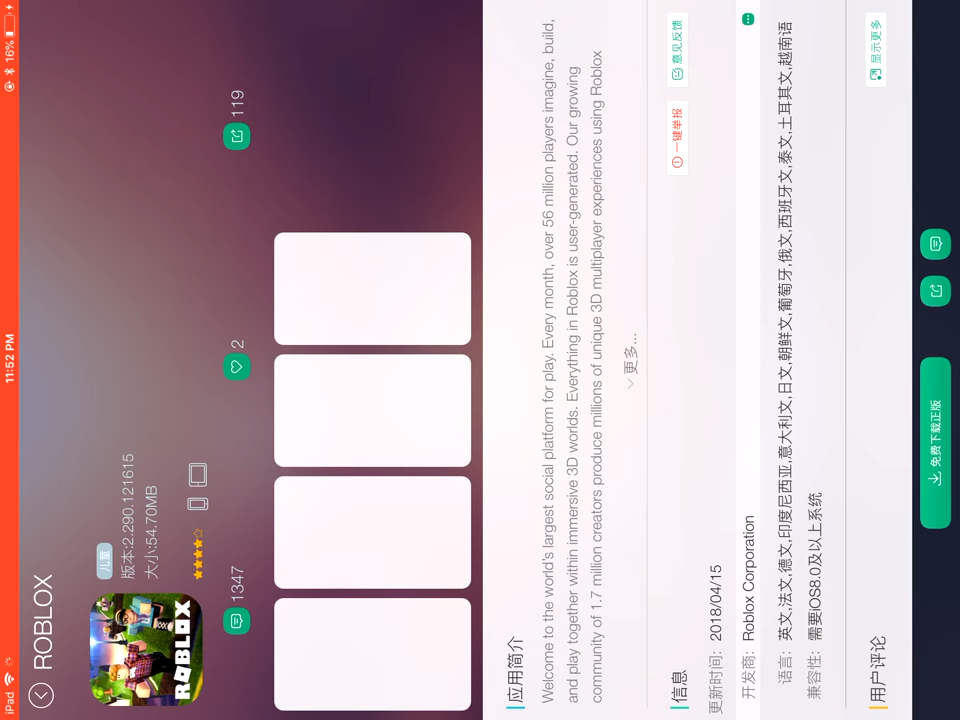 iPad
11:52 PM
16%
ROBLOX
ROBLOX
儿童
版本:2.290.121615
大小:54.70MB
1347
2
119
应用简介
Welcome to the world's largest social platform for play. Every month, over 56 million players imagine, build,
and play together within immersive 3D worlds. Everything in Roblox is user-generated. Our growing
community of 1.7 million creators produce millions of unique 3D multiplayer experiences using Roblox
更多...
信息
一键举报
意见反馈
更新时间: 2018/04/15
开发商: Roblox Corporation
语言: 英文,法文,德文,印度尼西亚,意大利文,日文,朝鲜文,葡萄牙,俄文,西班牙文,泰文,土耳其文,越南语
兼容性: 需要iOS8.0及以上系统
用户评论
显示更多
免费下载正版